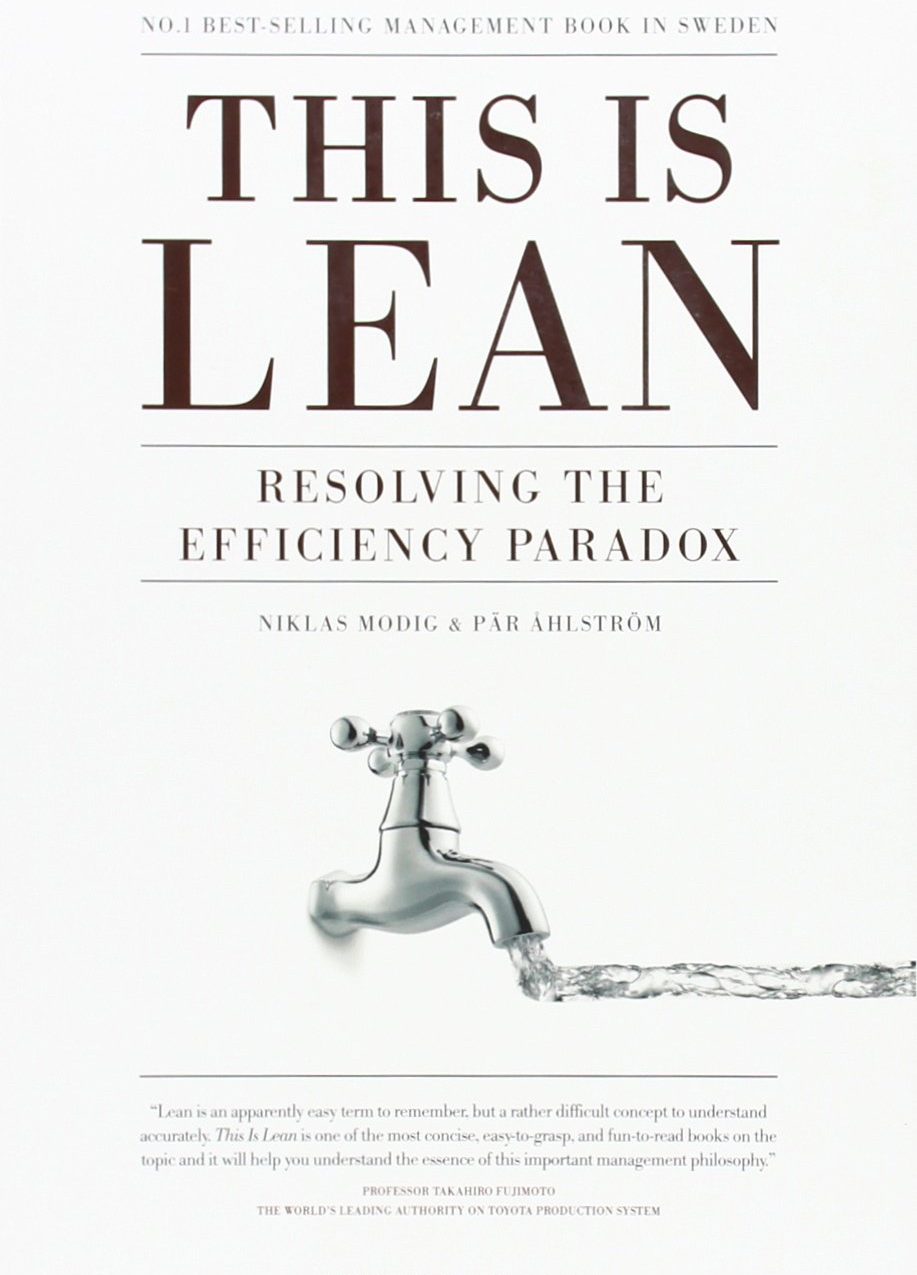 NO.1 BEST-SELLING MANAGEMENT BOOK IN SWEDEN
THIS IS
LEAN
RESOLVING THE
EFFICIENCY PARADOX
NIKLAS MODIG & PÄR ÅHLSTRÖM
“Lean is an apparently easy term to remember, but a rather difficult concept to understand
accurately. This Is Lean is one of the most concise, easy-to-grasp, and fun-to-read books on the
topic and it will help you understand the essence of this important management philosophy.”
PROFESSOR TAKAHIRO FUJIMOTO
THE WORLD'S LEADING AUTHORITY ON TOYOTA PRODUCTION SYSTEM